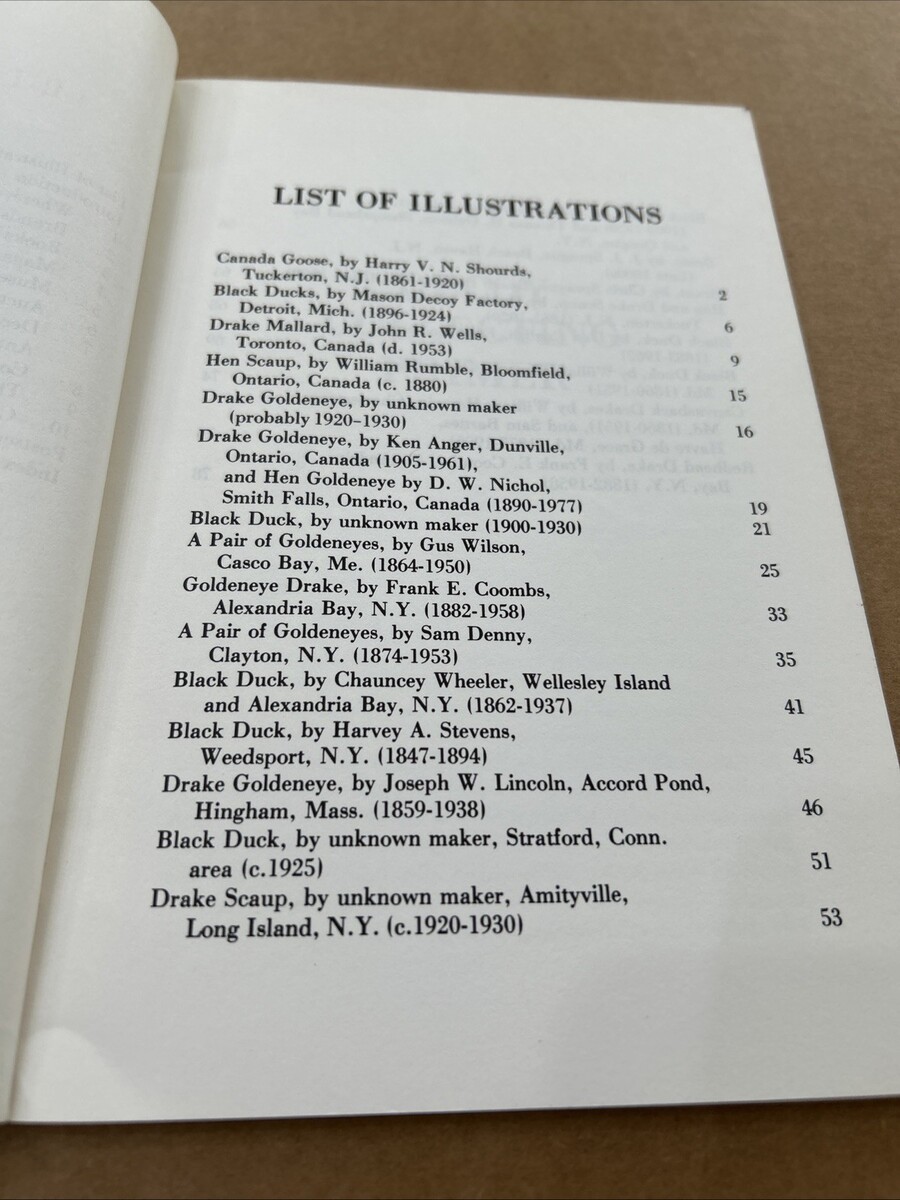 LIST OF ILLUSTRATIONS
Canada Goose, by Harry V. N. Shourds,
Tuckerton, N.J. (1861-1920) 2
Black Ducks, by Mason Decoy Factory,
Detroit, Mich. (1896-1924) 6
Drake Mallard, by John R. Wells,
Toronto, Canada (d. 1953) 9
Hen Scaup, by William Rumble, Bloomfield,
Ontario, Canada (c. 1880) 15
Drake Goldeneye, by unknown maker
(probably 1920-1930) 16
Drake Goldeneye, by Ken Anger, Dunville,
Ontario, Canada (1905-1961),
and Hen Goldeneye by D. W. Nichol,
Smith Falls, Ontario, Canada (1890-1977) 19
Black Duck, by unknown maker (1900-1930) 21
A Pair of Goldeneyes, by Gus Wilson,
Casco Bay, Me. (1864-1950) 25
Goldeneye Drake, by Frank E. Coombs,
Alexandria Bay, N.Y. (1882-1958) 33
A Pair of Goldeneyes, by Sam Denny,
Clayton, N.Y. (1874-1953) 35
Black Duck, by Chauncey Wheeler, Wellesley Island
and Alexandria Bay, N.Y. (1862-1937) 41
Black Duck, by Harvey A. Stevens,
Weedsport, N.Y. (1847-1894) 45
Drake Goldeneye, by Joseph W. Lincoln, Accord Pond,
Hingham, Mass. (1859-1938) 46
Black Duck, by unknown maker, Stratford, Conn.
area (c.1925) 51
Drake Scaup, by unknown maker, Amityville,
Long Island, N.Y. (c.1920-1930) 53